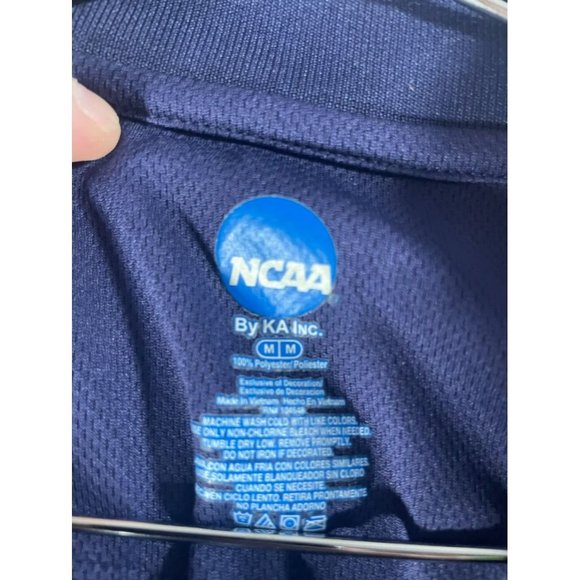 NCAA
By KA Inc.
M M
100% Polyester/Poliester
Exclusive of Decoration/
Exclusivo de Decoración
Made In Vietnam Hecho En Vietnam
RN#
MACHINE WASH COLD WITH LIKE COLORS.
ONLY NON-CHLORINE BLEACH WHEN NEEDED.
TUMBLE DRY LOW. REMOVE PROMPTLY.
DO NOT IRON IF DECORATED.
CON AGUA FRIA CON COLORES SIMILARES.
SOLAMENTE BLANQUEADOR SIN CLORO
CUANDO SE NECESITE.
CICLO LENTO. RETIRA PRONTAMENTE.
NO PLANCHA ADORNO